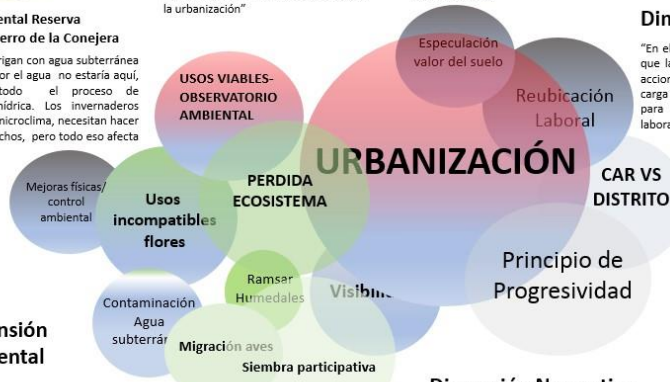 la urbanización”
ental Reserva
erro de la Conejera
rigan con agua subterránea
or el agua no estaría aquí,
todo el proceso de
hídrica. Los invernaderos
microclima, necesitan hacer
chos, pero todo eso afecta
Din
“En el
que la
accion
carga
para
labora
Especulación
valor del suelo
USOS VIABLES-
OBSERVATORIO
AMBIENTAL
Reubicación
Laboral
URBANIZACIÓN
PERDIDA
ECOSISTEMA
CAR VS
DISTRITO
Mejoras físicas/
control
ambiental
Usos
incompatibles
flores
Principio de
Progresividad
Ramsar
Humedales
Contaminación
Agua
subterrán
nsión
ental
Migración aves
Siembra participativa